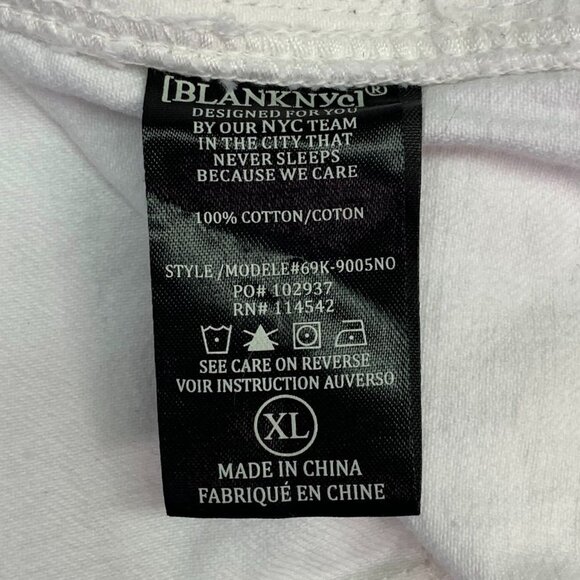 [BLANKNYC]®
DESIGNED FOR YOU
BY OUR NYC TEAM
IN THE CITY THAT
NEVER SLEEPS
BECAUSE WE CARE
100% COTTON/COTON
STYLE /MODELE#69K-9005NO
PO# 102937
RN# 114542
SEE CARE ON REVERSE
VOIR INSTRUCTION AUVERSO
XL
MADE IN CHINA
FABRIQUÉ EN CHINE